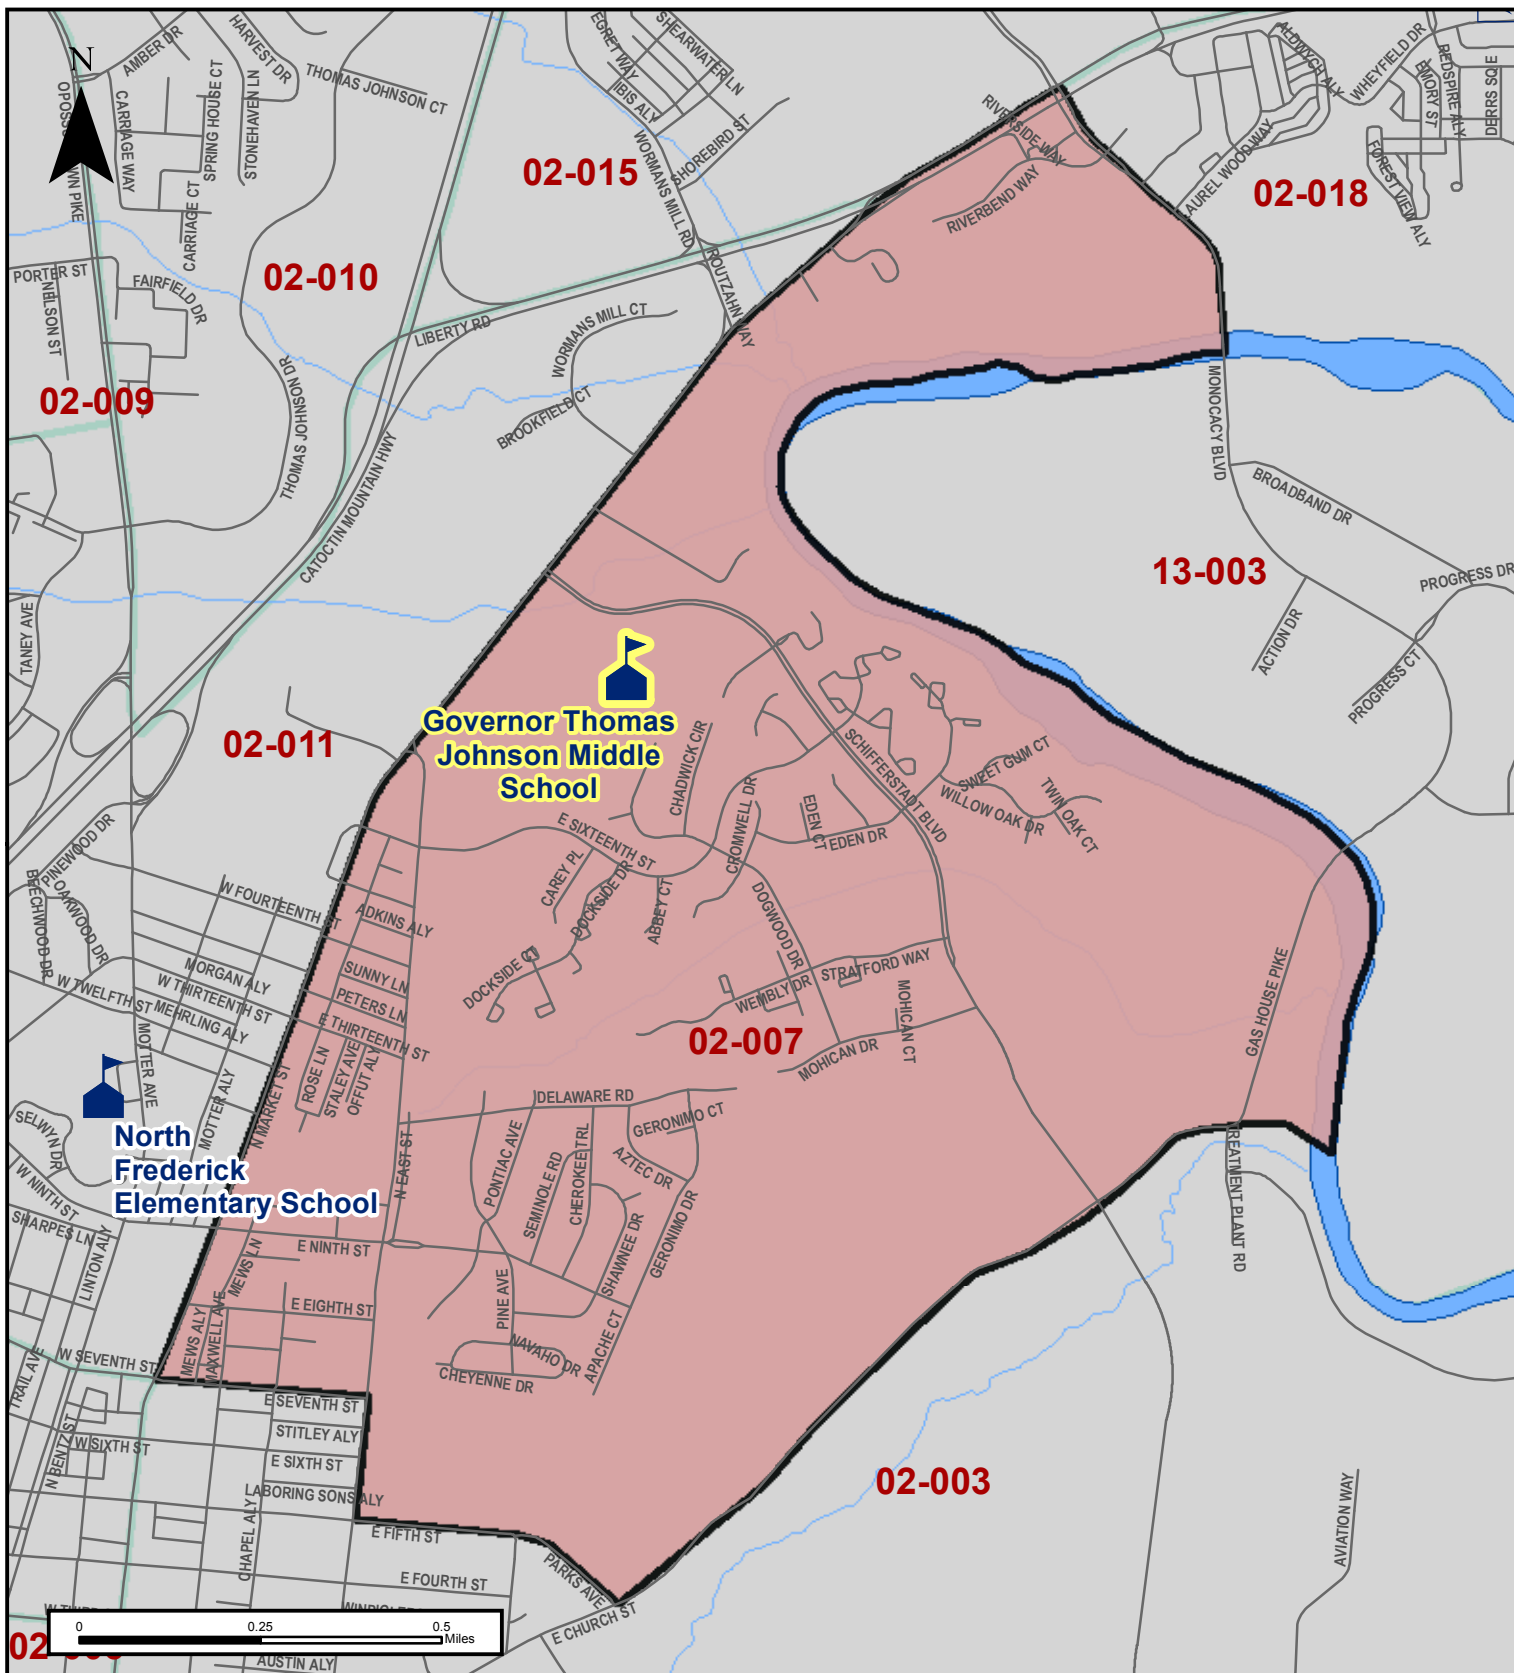 N
AMBER DR
HARVEST DR
THOMAS JOHNSON CT
CARRIAGE WAY
SPRING HOUSE CT
STONEHAVEN LN
CARRIAGE CT
EGRET WAY
SHEARWATER LN
IBIS ALY
SHOREBIRD ST
WORMANS MILL RD
02-015
RIVERSIDE WAY
RIVERBEND WAY
ALDWYCH ALY
WHEYFIELD DR
REDSPIRE ALY
EMORY ST
DERRS SQ E
LAUREL WOOD WAY
FOREST VIEW ALY
02-018
PORTER ST
NELSON ST
FAIRFIELD DR
02-010
ROUTZAHN WAY
LIBERTY RD
WORMANS MILL CT
BROOKFIELD CT
THOMAS JOHNSON DR
02-009
CATOCTIN MOUNTAIN HWY
MONOCACY BLVD
BROADBAND DR
PROGRESS DR
13-003
ACTION DR
PROGRESS CT
TANEY AVE
02-011
Governor Thomas
Johnson Middle
School
CHADWICK CIR
SCHIFFERSTADT BLVD
SWEET GUM CT
TWIN OAK CT
WILLOW OAK DR
EDEN CT
EDEN DR
CROMWELL DR
E SIXTEENTH ST
CAREY PL
DOCKSIDE DR
ABBEY CT
DOGWOOD DR
PINEWOOD DR
OAKWOOD DR
BEECHWOOD DR
W FOURTEENTH ST
ADKINS ALY
MORGAN ALY
W THIRTEENTH ST
W TWELFTH ST
MEHRLING ALY
SUNNY LN
PETERS LN
E THIRTEENTH ST
DOCKSIDE CT
STRATFORD WAY
WEMBLY DR
MOHICAN CT
MOHICAN DR
GAS HOUSE PIKE
02-007
MOTTER AVE
MOTTER ALY
N MARKET ST
ROSE LN
STALEY AVE
OFFUT ALY
DELAWARE RD
GERONIMO CT
AZTEC DR
PONTIAC AVE
SEMINOLE RD
CHEROKEE TRL
SHAWNEE DR
GERONIMO DR
N EAST ST
SELWYN DR
North
Frederick
Elementary School
W NINTH ST
SHARPES LN
LINTON ALY
E NINTH ST
MEWS LN
E EIGHTH ST
MEWS ALY
MAXWELL AVE
PINE AVE
NAVAHO DR
APACHE CT
CHEYENNE DR
TREATMENT PLANT RD
W SEVENTH ST
TRAIL AVE
N BENTZ ST
W SIXTH ST
E SEVENTH ST
STITLEY ALY
E SIXTH ST
LABORING SONS ALY
CHAPEL ALY
E FIFTH ST
E FOURTH ST
PARKS AVE
E CHURCH ST
02-003
AVIATION WAY
0 0.25 0.5
Miles
AUSTIN ALY